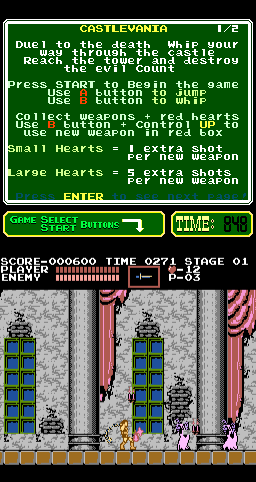 CASTLEVANIA 1/2
Duel to the death Whip your
way through the castle
Reach the tower and destroy
the evil Count
Press START to Begin the game
Use A button to jump
Use B button to whip
Collect weapons + red hearts
Use B button + Control UP to
use new weapon in red box
Small Hearts = 1 extra shot
per new weapon
Large Hearts = 5 extra shots
per new weapon
ENTER
GAME SELECT
START BUTTONS
TIME:
SCORE-000600 TIME 0271 STAGE 01
PLAYER -12
ENEMY P-03